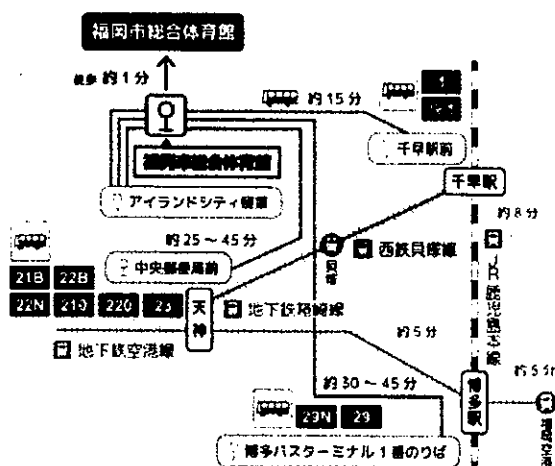 福岡市総合体育館
徒歩 約1分
約15分
1
千早駅前
福岡市総合体育館
アイランドシティ照葉
千早駅
約8分
約25～45分
中央郵便局前
貝塚
西鉄貝塚線
JR鹿児島本線
21B 22B
22N 210 220 23
天神
地下鉄箱崎線
地下鉄空港線
約5分
約30～45分
約5分
博多駅
29N 29
博多バスターミナル1番のりば